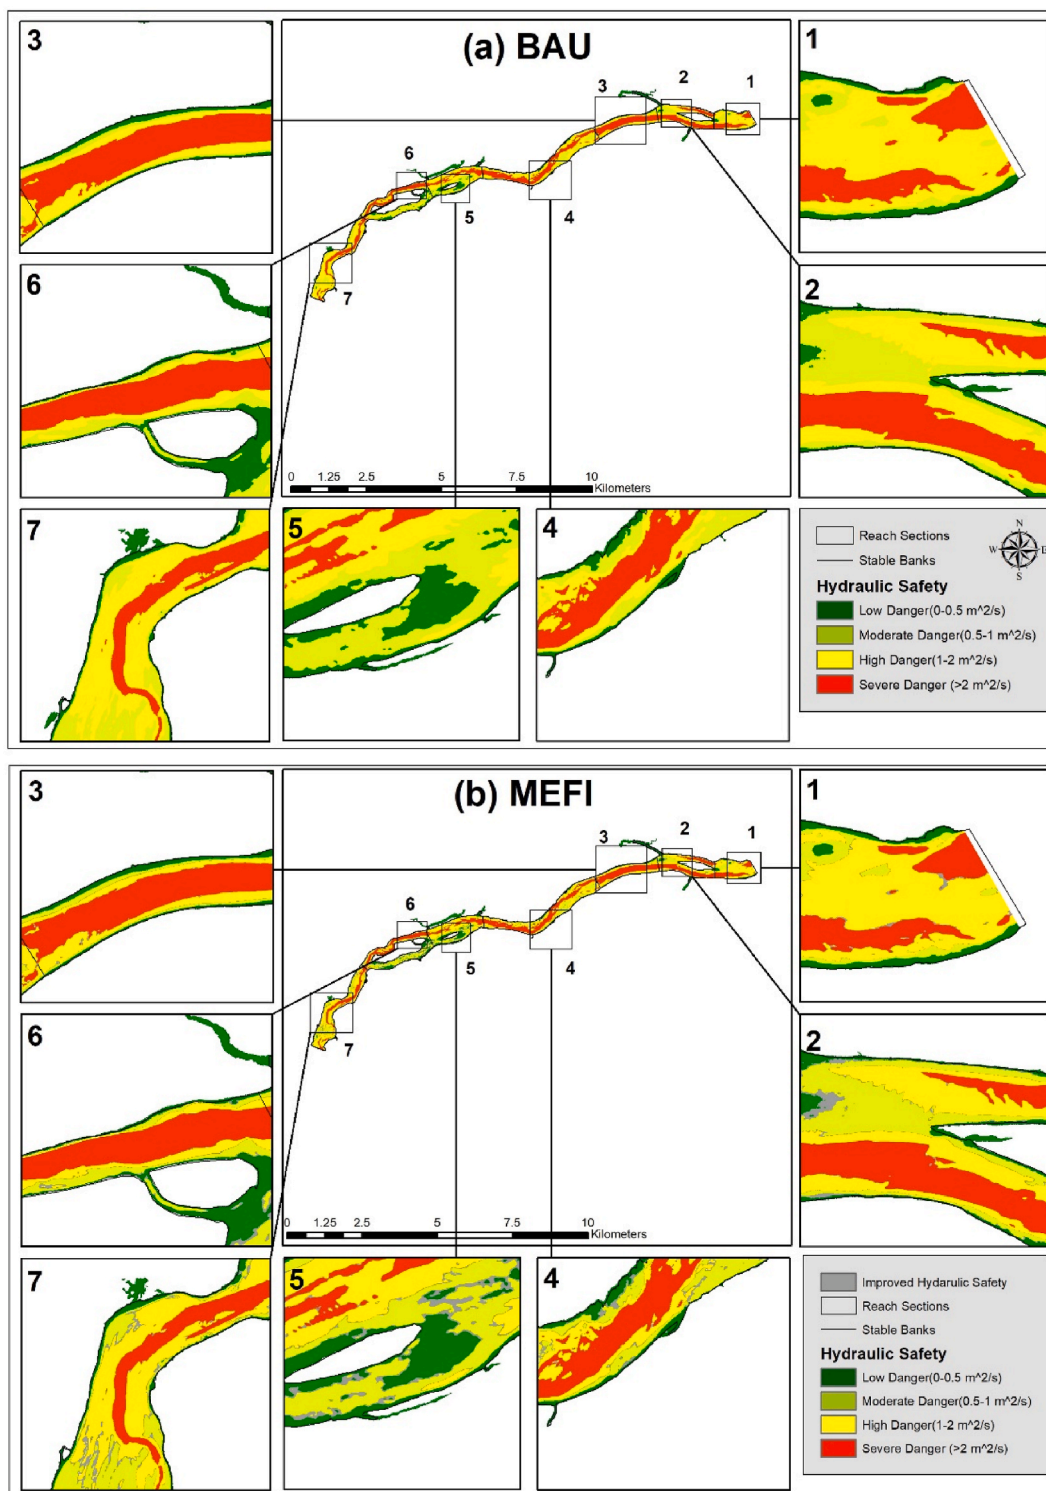 3
(a) BAU
1
3
2
1
6
5
4
7
6
2
0 1.25 2.5 5 7.5 10
Kilometers
7
5
4
Reach Sections
Stable Banks
N
W E
S
Hydraulic Safety
Low Danger(0-0.5 m^2/s)
Moderate Danger(0.5-1 m^2/s)
High Danger(1-2 m^2/s)
Severe Danger (>2 m^2/s)
3
(b) MEFI
1
3
2
1
6
5
4
7
6
2
0 1.25 2.5 5 7.5 10
Kilometers
7
5
4
Improved Hydarulic Safety
Reach Sections
Stable Banks
Hydraulic Safety
Low Danger(0-0.5 m^2/s)
Moderate Danger(0.5-1 m^2/s)
High Danger(1-2 m^2/s)
Severe Danger (>2 m^2/s)